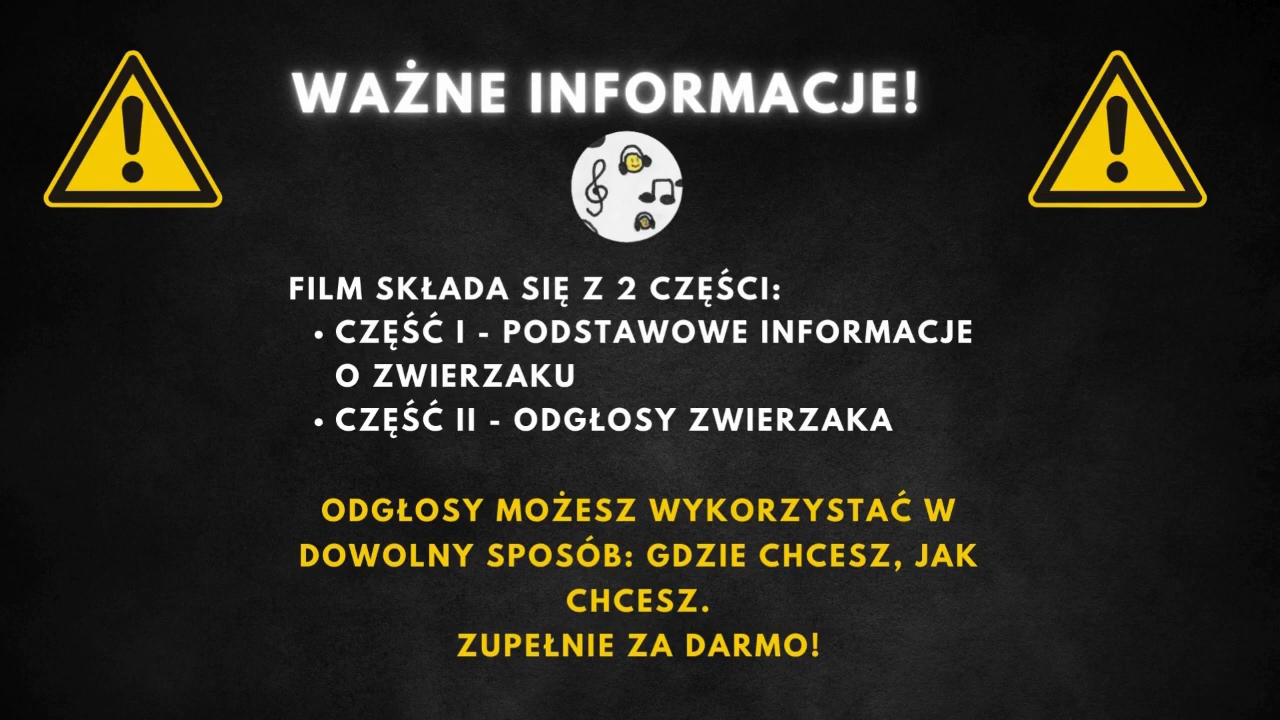 WAŻNE INFORMACJE!
FILM SKŁADA SIĘ Z 2 CZĘŚCI:
• CZĘŚĆ I - PODSTAWOWE INFORMACJE
O ZWIERZAKU
• CZĘŚĆ II - ODGŁOSY ZWIERZAKA
ODGŁOSY MOŻESZ WYKORZYSTAĆ W
DOWOLNY SPOSÓB: GDZIE CHCESZ, JAK
CHCESZ.
ZUPEŁNIE ZA DARMO!